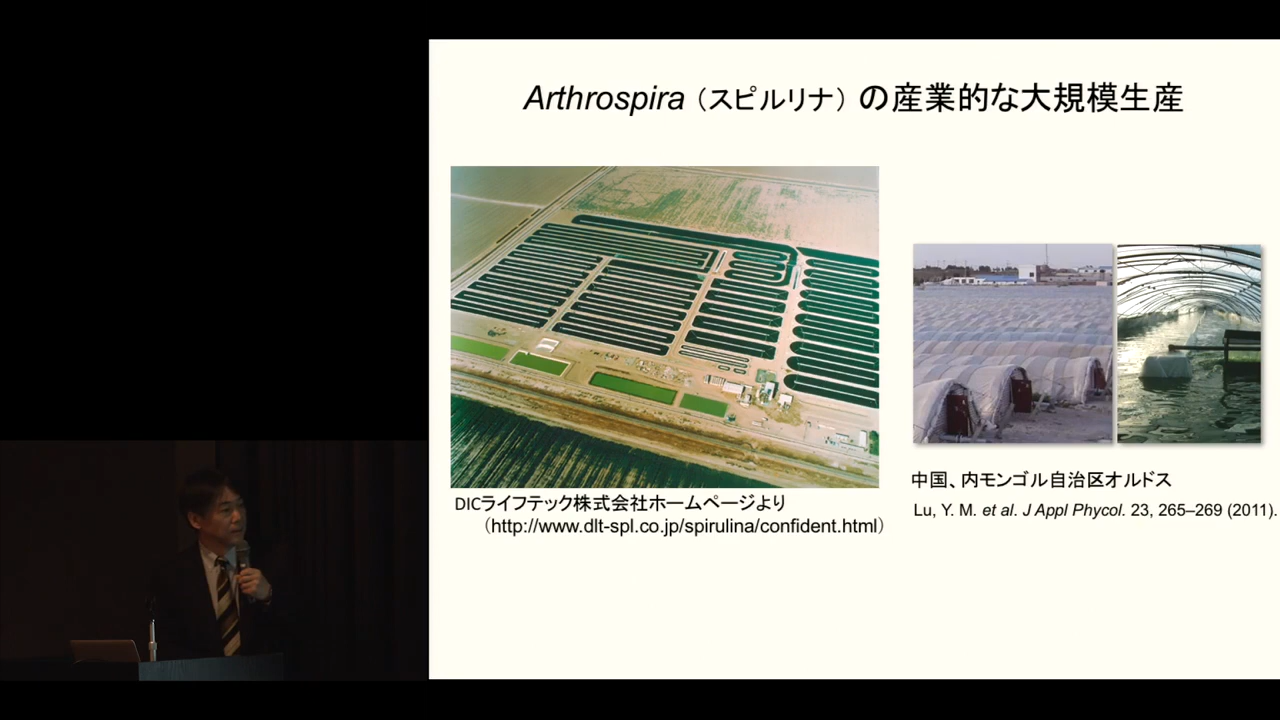 Arthrospira（スピルリナ）の産業的な大規模生産
DICライフテック株式会社ホームページより
（http://www.dlt-spl.co.jp/spirulina/confident.html）
中国、内モンゴル自治区オルドス
Lu, Y. M. et al. J Appl Phycol. 23, 265–269 (2011).